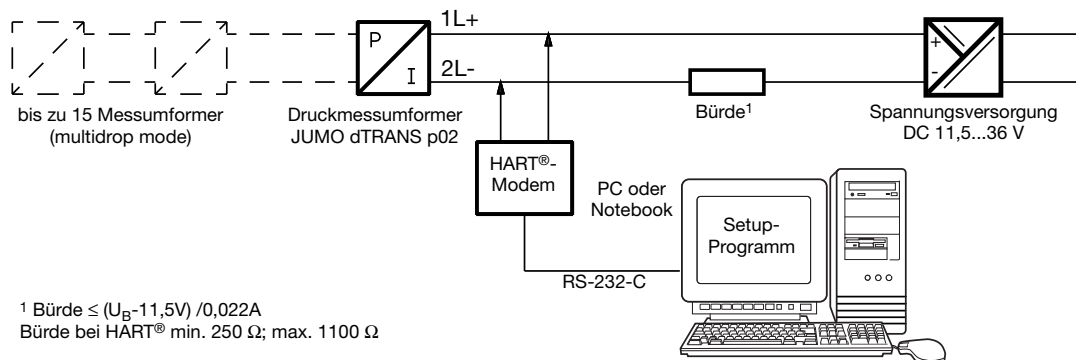 1L+
P
I
2L-
+
-
bis zu 15 Messumformer
(multidrop mode)
Druckmessumformer
JUMO dTRANS p02
Bürde¹
Spannungsversorgung
DC 11,5...36 V
HART®-
Modem
PC oder
Notebook
Setup-
Programm
RS-232-C
¹ Bürde ≤ (U_B-11,5V) /0,022A
Bürde bei HART® min. 250 Ω; max. 1100 Ω